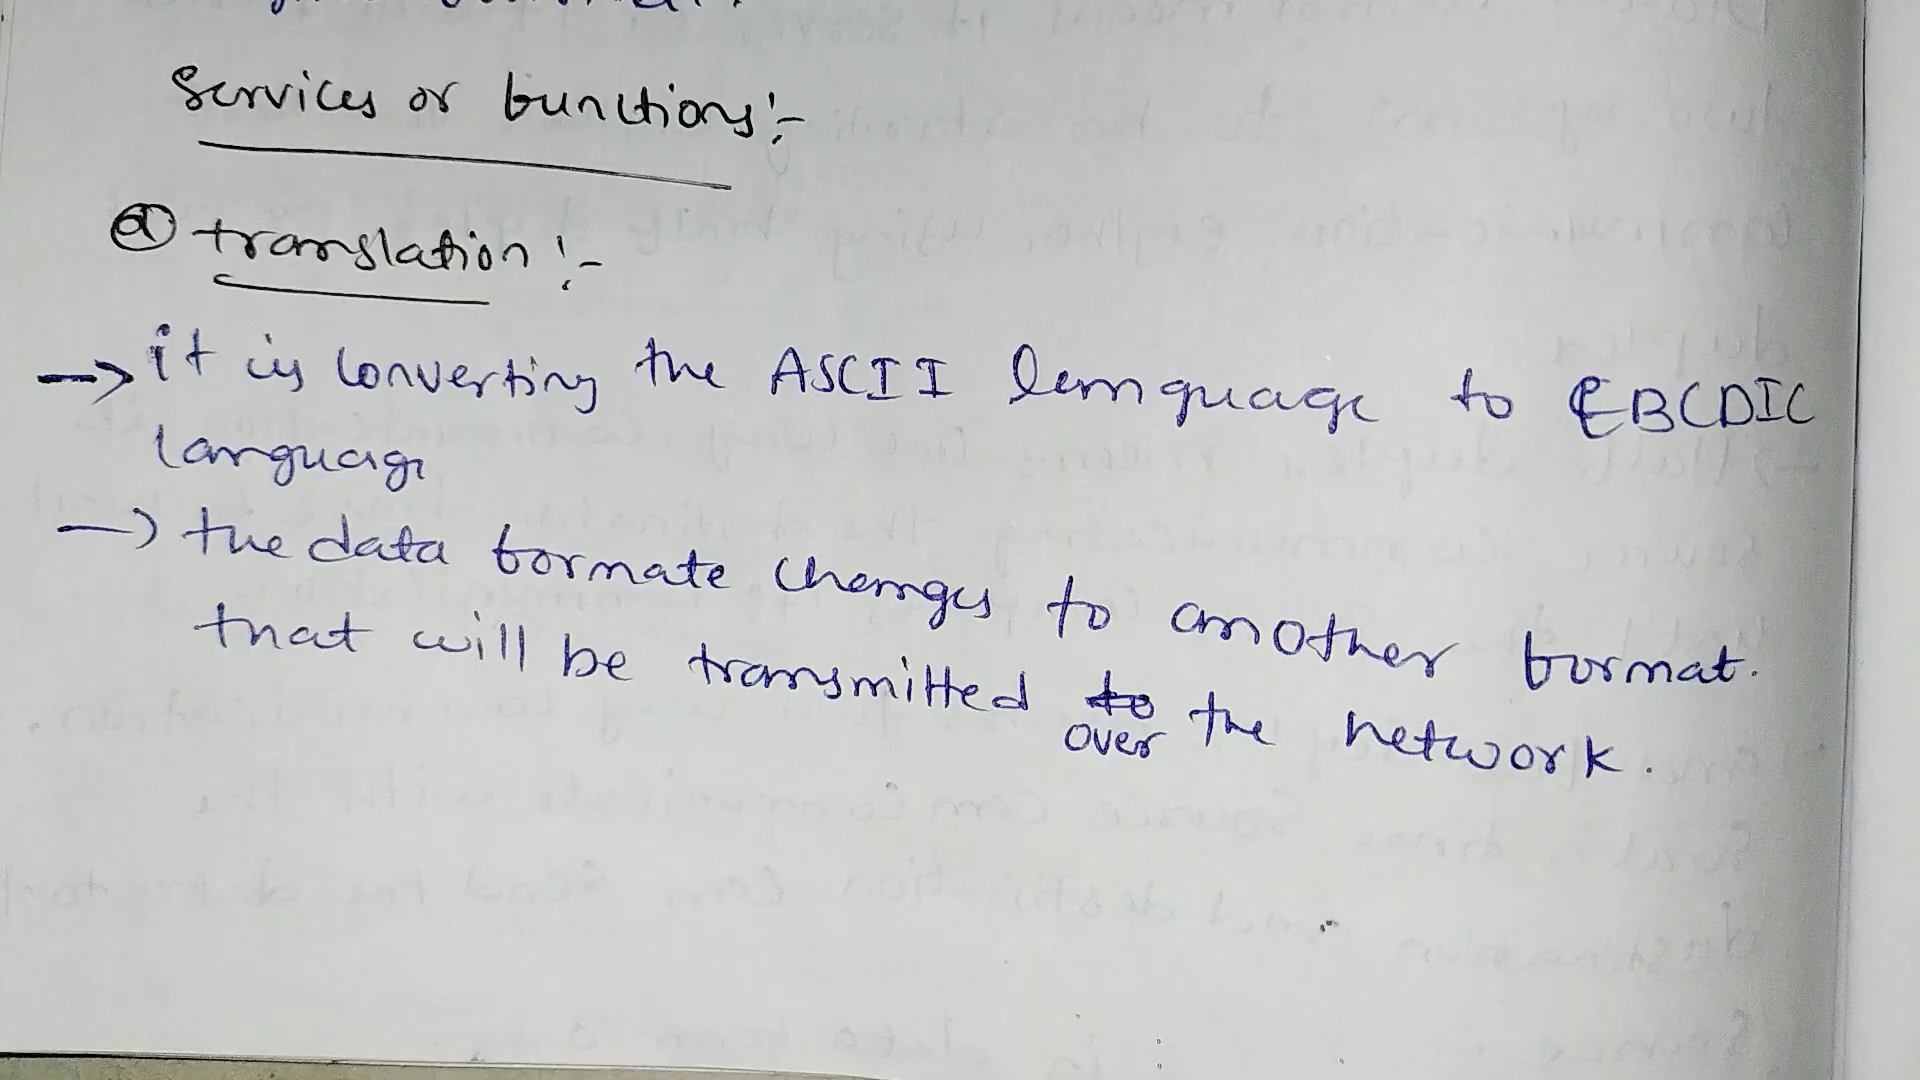 Services or functions:-
(a) translation :-
→ it is converting the ASCII language to EBCDIC
language
→ the data formate changes to another format.
that will be transmitted to the network.
over